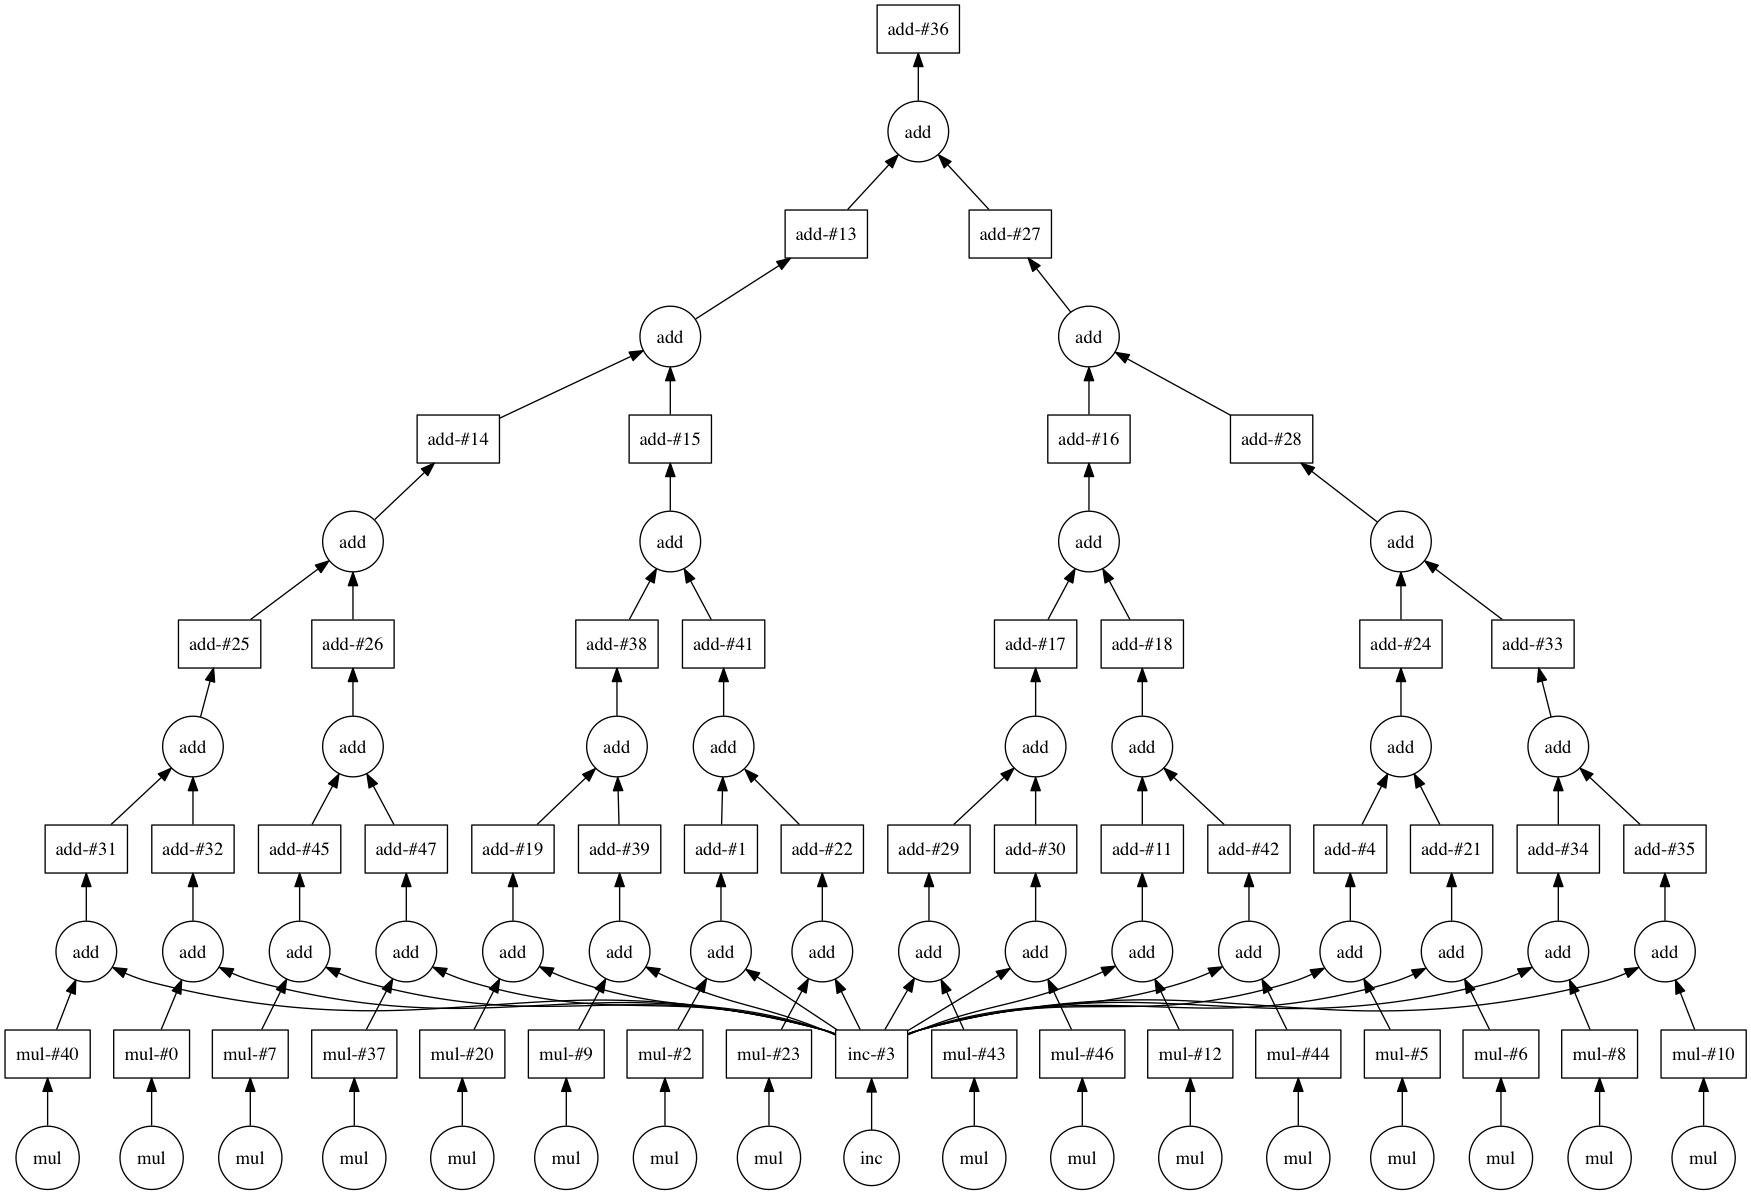 add-#36
add
add-#13 add-#27
add add
add-#14 add-#15 add-#16 add-#28
add add add add
add-#25 add-#26 add-#38 add-#41 add-#17 add-#18 add-#24 add-#33
add add add add add add add add
add-#31 add-#32 add-#45 add-#47 add-#19 add-#39 add-#1 add-#22 add-#29 add-#30 add-#11 add-#42 add-#4 add-#21 add-#34 add-#35
add add add add add add add add add add add add add add add add
mul-#40 mul-#0 mul-#7 mul-#37 mul-#20 mul-#9 mul-#2 mul-#23 inc-#3 mul-#43 mul-#46 mul-#12 mul-#44 mul-#5 mul-#6 mul-#8 mul-#10
mul mul mul mul mul mul mul mul inc mul mul mul mul mul mul mul mul